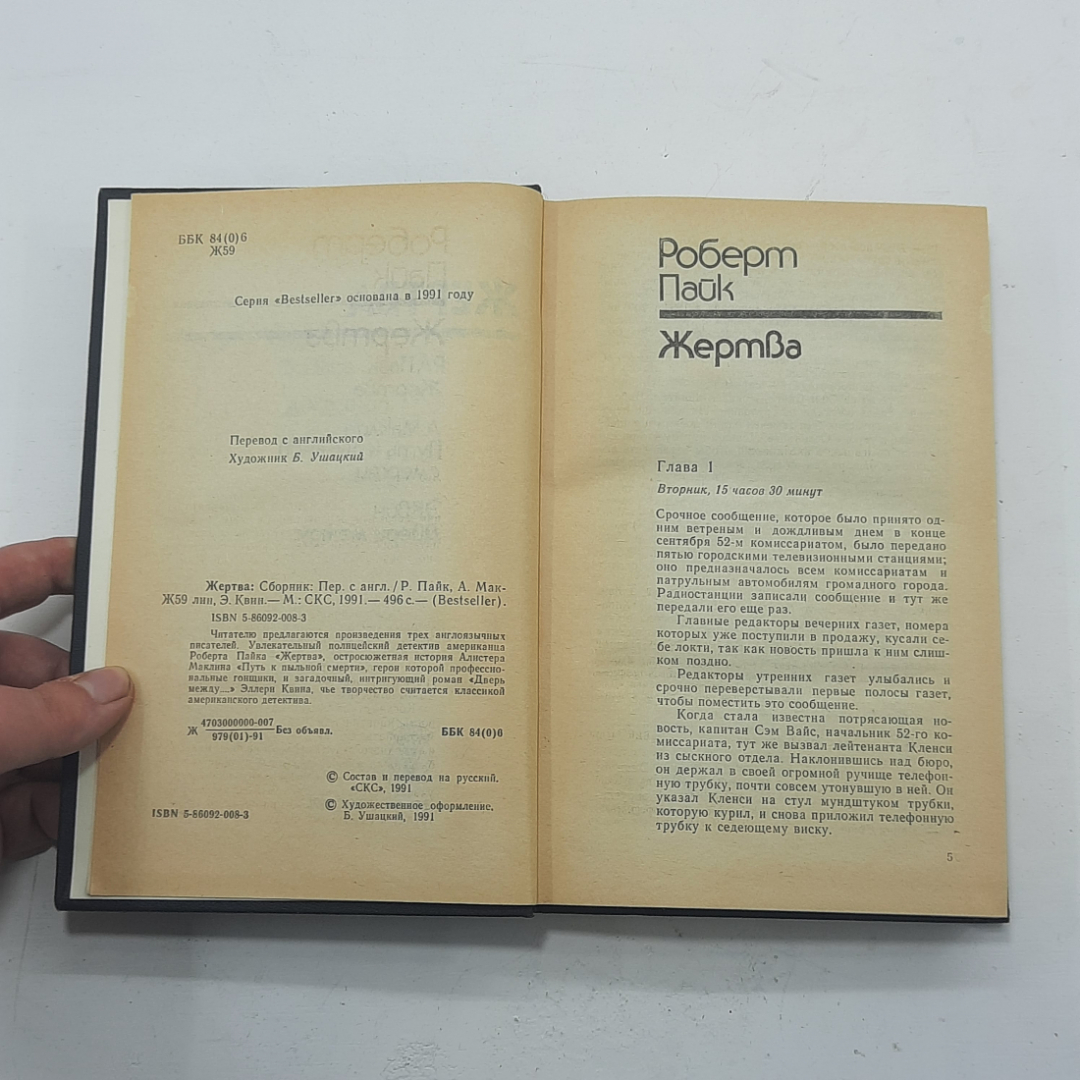 ББК 84(0)6
Ж59
Серия «Bestseller» основана в 1991 году
Перевод с английского
Художник Б. Ушацкий
Жертва: Сборник: Пер. с англ./Р. Пайк, А. Мак-
Ж59 лин, Э. Квин.— М.: СКС, 1991.— 496 с.— (Bestseller).
ISBN 5-86092-008-3
Читателю предлагаются произведения трех англоязычных
писателей. Увлекательный полицейский детектив американца
Роберта Пайка «Жертва», остросюжетная история Алистера
Маклина «Путь к пыльной смерти», герои которой профессио-
нальные гонщики, и загадочный, интригующий роман «Дверь
между...» Эллери Квина, чье творчество считается классикой
американского детектива.
Ж 4703000000-007
979(01)-91 Без объявл.
ББК 84(0)6
© Состав и перевод на русский,
«СКС», 1991
© Художественное оформление,
Б. Ушацкий, 1991
ISBN 5-86092-008-3
Роберт
Пайк
Жертва
Глава 1
Вторник, 15 часов 30 минут
Срочное сообщение, которое было принято од-
ним ветреным и дождливым днем в конце
сентября 52-м комиссариатом, было передано
пятью городскими телевизионными станциями;
оно предназначалось всем комиссариатам и
патрульным автомобилям громадного города.
Радиостанции записали сообщение и тут же
передали его еще раз.
Главные редакторы вечерних газет, номера
которых уже поступили в продажу, кусали се-
бе локти, так как новость пришла к ним слиш-
ком поздно.
Редакторы утренних газет улыбались и
срочно переверстывали первые полосы газет,
чтобы поместить это сообщение.
Когда стала известна потрясающая но-
вость, капитан Сэм Вайс, начальник 52-го ко-
миссариата, тут же вызвал лейтенанта Кленси
из сыскного отдела. Наклонившись над бюро,
он держал в своей огромной ручище телефон-
ную трубку, почти совсем утонувшую в ней. Он
указал Кленси на стул мундштуком трубки,
которую курил, и снова приложил телефонную
трубку к седеющему виску.
5